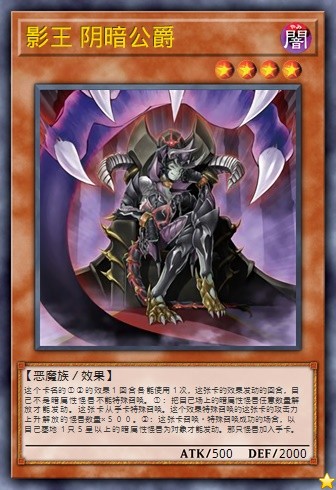 影王 阴暗公爵
闇
【恶魔族／效果】
这个卡名的①②的效果1回合各能使用1次，这张卡的效果发动的回合，自
己不是暗属性怪兽不能特殊召唤。①：把自己场上的暗属性怪兽任意数量解
放才能发动。这张卡从手卡特殊召唤。这个效果特殊召唤的这张卡的攻击力
上升解放的怪兽数量×500。②：这张卡召唤·特殊召唤成功的场合，以
自己墓地1只5星以上的暗属性怪兽为对象才能发动。那只怪兽加入手卡。
ATK/500 DEF/2000